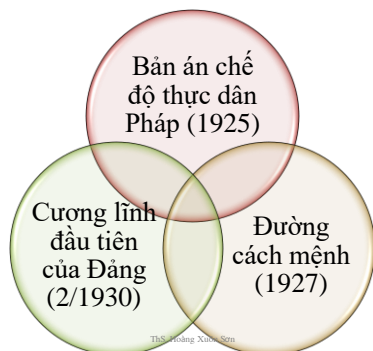 Bản án chế
độ thực dân
Pháp (1925)
Cương lĩnh
đầu tiên
của Đảng
(2/1930)
Đường
cách mệnh
(1927)
ThS. Hoàng Xuân Sơn